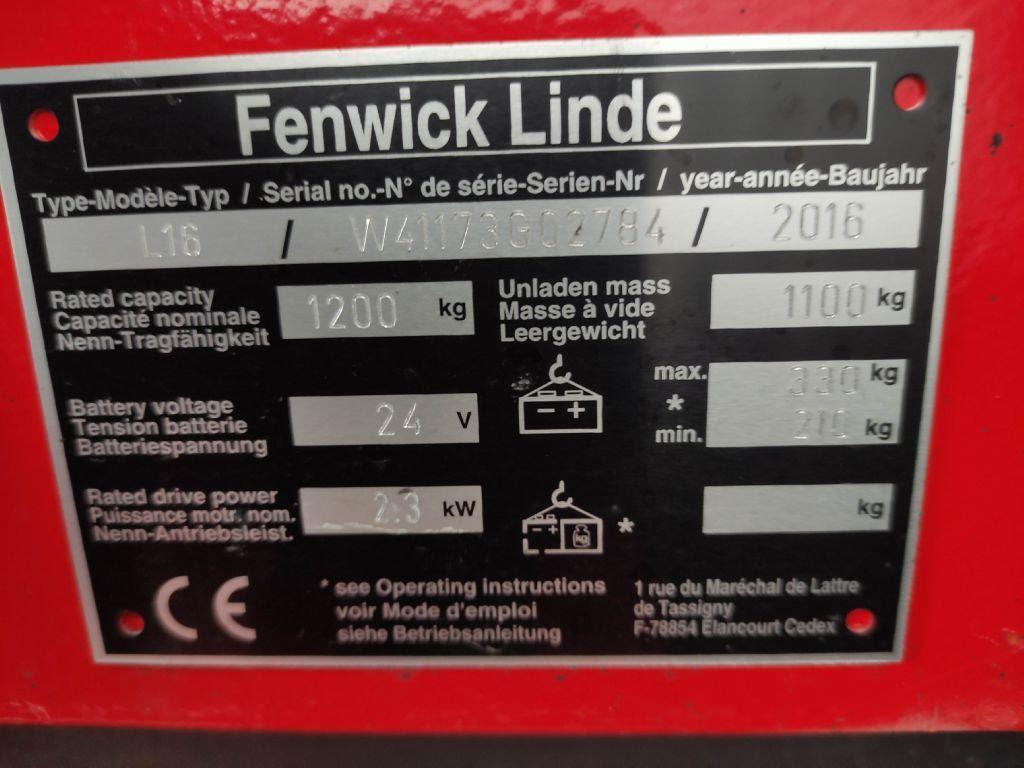 Fenwick Linde
Type-Modèle-Typ / Serial no.-N° de série-Serien-Nr / year-année-Baujahr
L16 / W41173G02784 / 2016
Rated capacity
Capacité nominale
Nenn-Tragfähigkeit
1200 kg
Unladen mass
Masse à vide
Leergewicht
1100 kg
Battery voltage
Tension batterie
Batteriespannung
24 V
- +
max. 330 kg
*
min. 210 kg
Rated drive power
Puissance motr. nom.
Nenn-Antriebsleist.
2.3 kW
- + kg *
kg
CE
* see Operating instructions
voir Mode d'emploi
siehe Betriebsanleitung
1 rue du Maréchal de Lattre
de Tassigny
F-78854 Elancourt Cedex